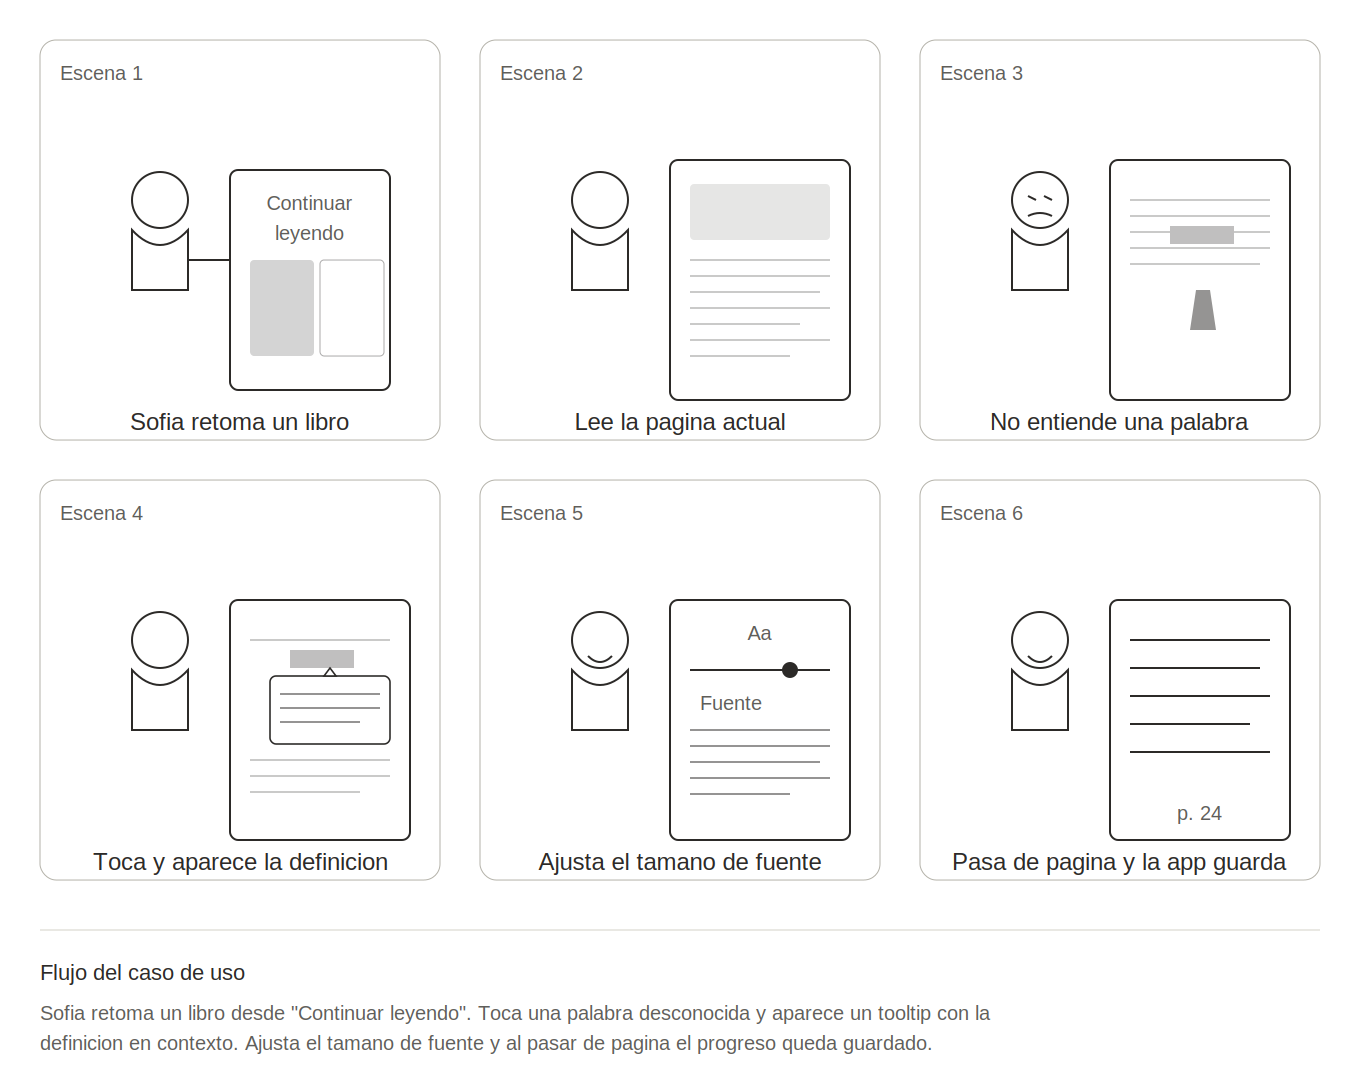 Escena 1
Continuar
leyendo
Sofia retoma un libro
Escena 2
Lee la pagina actual
Escena 3
No entiende una palabra
Escena 4
Toca y aparece la definicion
Escena 5
Aa
Fuente
Ajusta el tamano de fuente
Escena 6
p. 24
Pasa de pagina y la app guarda
Flujo del caso de uso
Sofia retoma un libro desde "Continuar leyendo". Toca una palabra desconocida y aparece un tooltip con la
definicion en contexto. Ajusta el tamano de fuente y al pasar de pagina el progreso queda guardado.